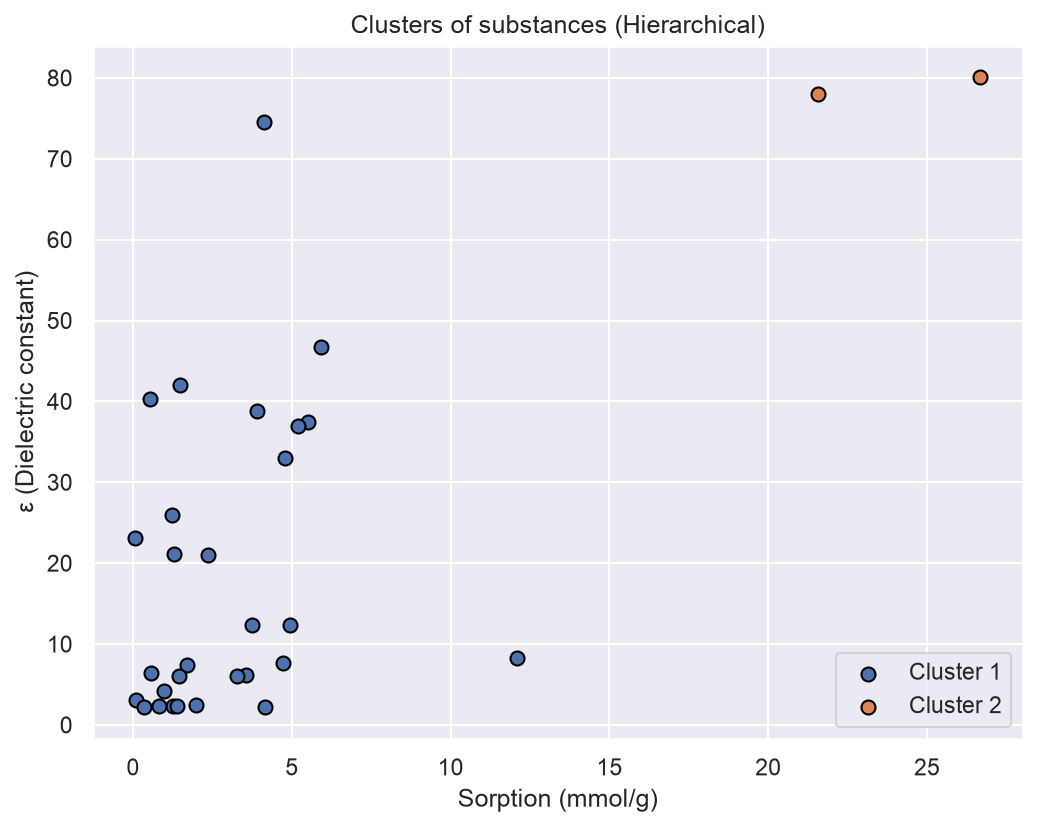 Clusters of substances (Hierarchical)
80
70
60
50
40
30
20
10
0
ε (Dielectric constant)
0 5 10 15 20 25
Sorption (mmol/g)
Cluster 1
Cluster 2